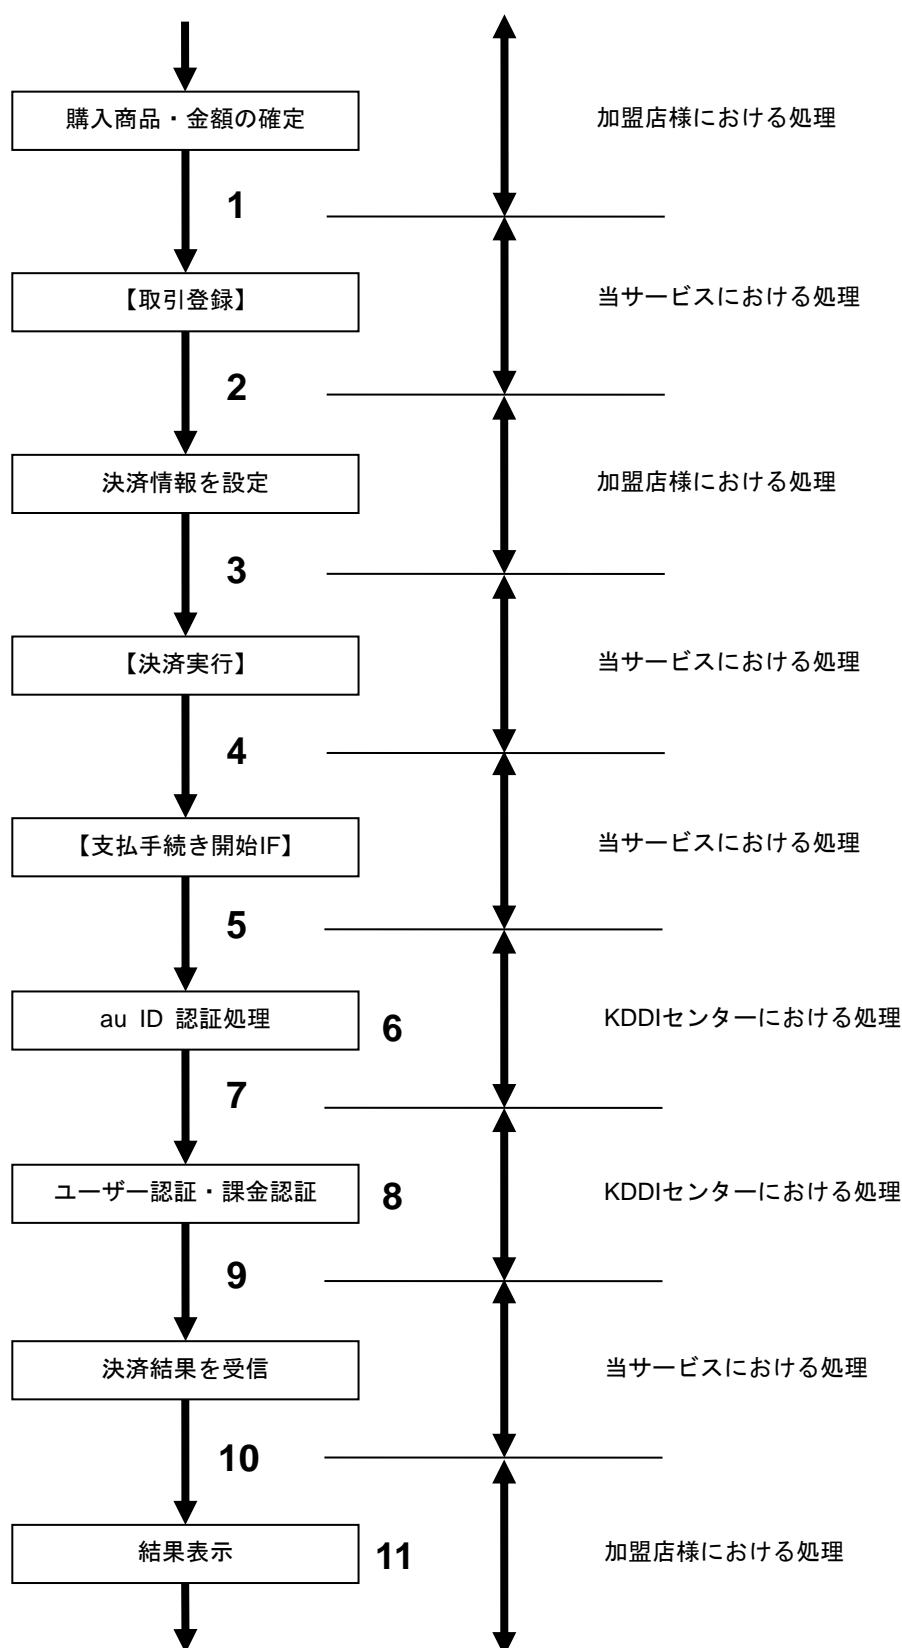 購入商品・金額の確定
加盟店様における処理
1
【取引登録】
当サービスにおける処理
2
決済情報を設定
加盟店様における処理
3
【決済実行】
当サービスにおける処理
4
【支払手続き開始IF】
当サービスにおける処理
5
au ID 認証処理
6
KDDIセンターにおける処理
7
ユーザー認証・課金認証
8
KDDIセンターにおける処理
9
決済結果を受信
当サービスにおける処理
10
結果表示
11
加盟店様における処理